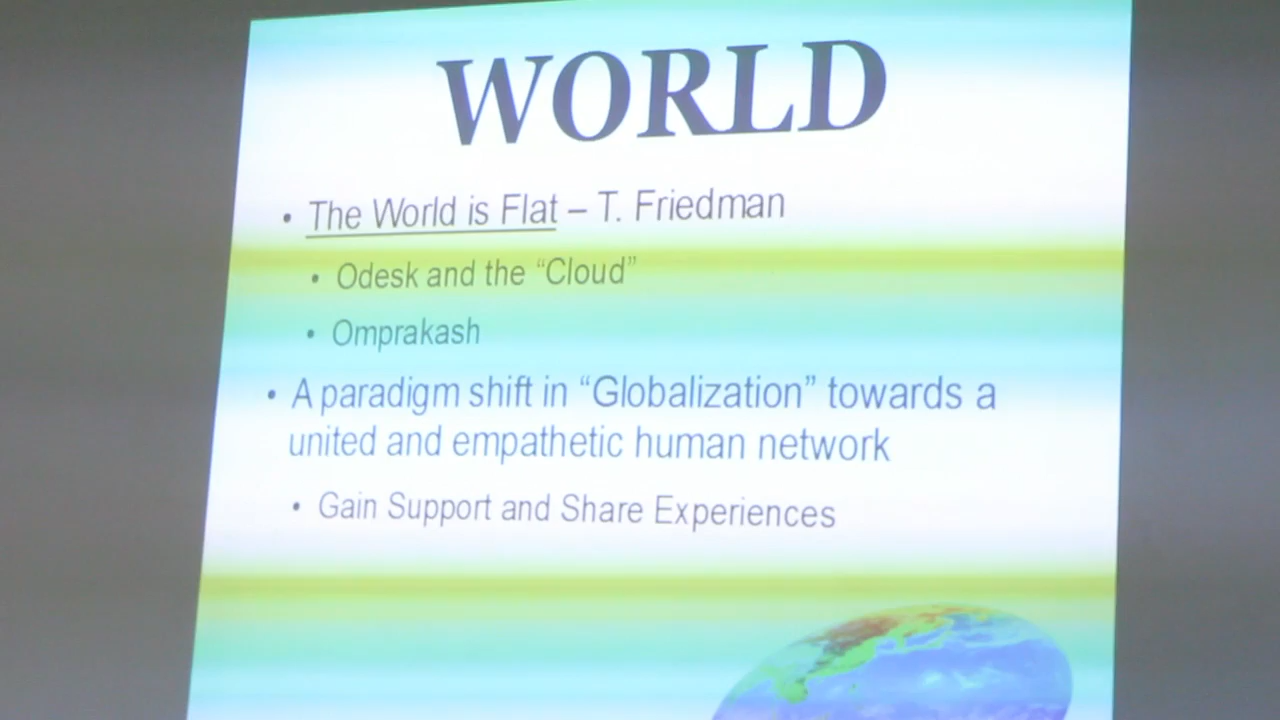 WORLD
• The World is Flat – T. Friedman
• Odesk and the “Cloud”
• Omprakash
• A paradigm shift in “Globalization” towards a
united and empathetic human network
• Gain Support and Share Experiences